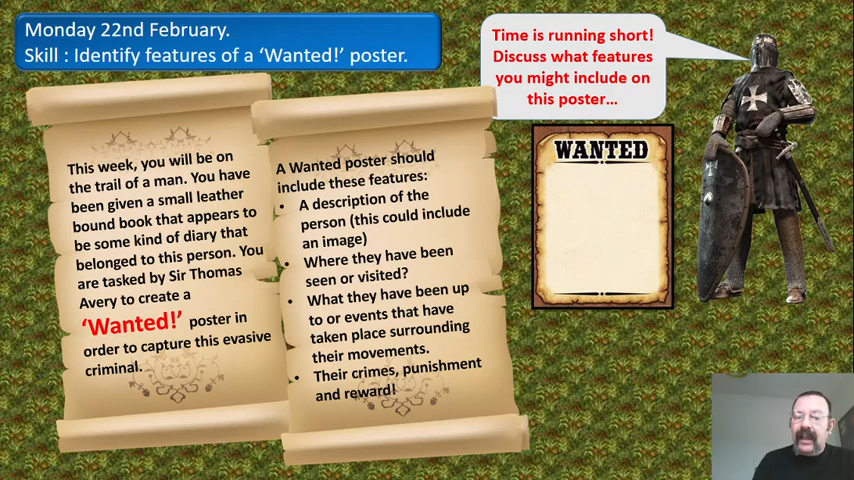 Monday 22nd February.
Skill : Identify features of a ‘Wanted!’ poster.
Time is running short!
Discuss what features
you might include on
this poster…
This week, you will be on
the trail of a man. You have
been given a small leather
bound book that appears to
be some kind of diary that
belonged to this person. You
are tasked by Sir Thomas
Avery to create a
‘Wanted!’ poster in
order to capture this evasive
criminal.
A Wanted poster should
include these features:
• A description of the
person (this could include
an image)
• Where they have been
seen or visited?
• What they have been up
to or events that have
taken place surrounding
their movements.
• Their crimes, punishment
and reward!
WANTED